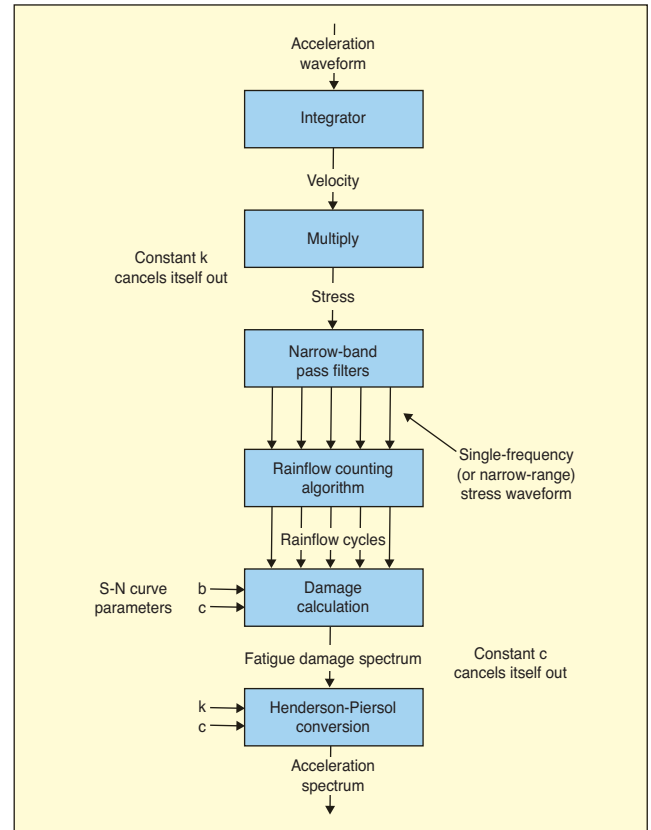 Acceleration
waveform
Integrator
Velocity
Multiply
Constant k
cancels itself out
Stress
Narrow-band
pass filters
Single-frequency
(or narrow-range)
stress waveform
Rainflow counting
algorithm
Rainflow cycles
S-N curve
parameters
b
c
Damage
calculation
Fatigue damage spectrum
Constant c
cancels itself out
k
c
Henderson-Piersol
conversion
Acceleration
spectrum